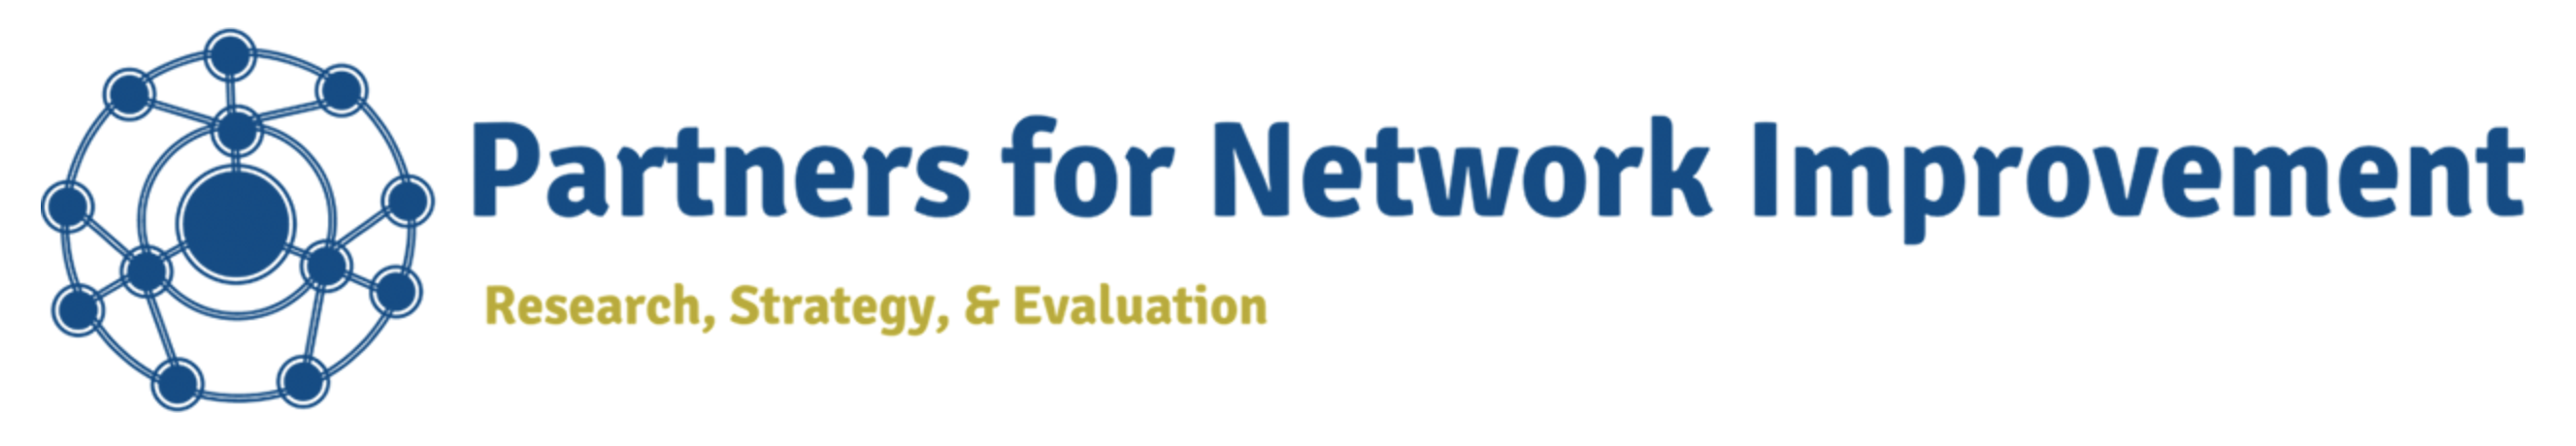 Partners for Network Improvement
Research, Strategy, & Evaluation